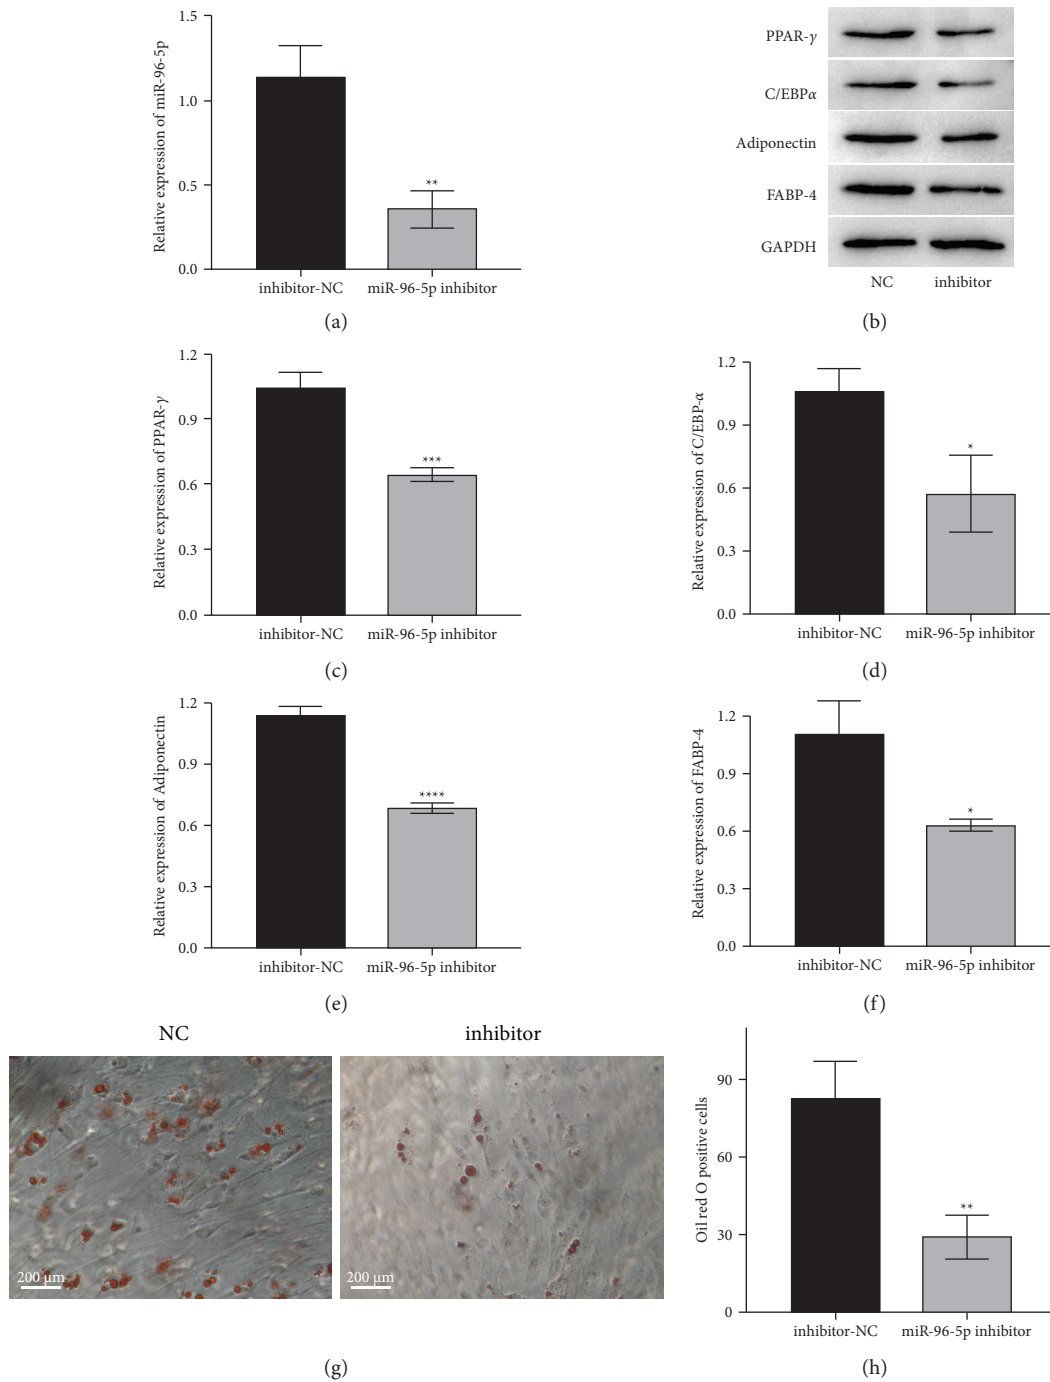 Relative expression of miR-96-5p
1.5
1.0
0.5
0.0
**
inhibitor-NC
miR-96-5p inhibitor
(a)
PPAR-γ
C/EBPα
Adiponectin
FABP-4
GAPDH
NC
inhibitor
(b)
Relative expression of PPAR-γ
1.2
0.9
0.6
0.3
0.0
***
inhibitor-NC
miR-96-5p inhibitor
(c)
Relative expression of C/EBP-α
1.2
0.9
0.6
0.3
0.0
*
inhibitor-NC
miR-96-5p inhibitor
(d)
Relative expression of Adiponectin
1.2
0.9
0.6
0.3
0.0
****
inhibitor-NC
miR-96-5p inhibitor
(e)
Relative expression of FABP-4
1.2
0.9
0.6
0.3
0.0
*
inhibitor-NC
miR-96-5p inhibitor
(f)
NC
inhibitor
200 μm
200 μm
(g)
Oil red O positive cells
90
60
30
0
**
inhibitor-NC
miR-96-5p inhibitor
(h)